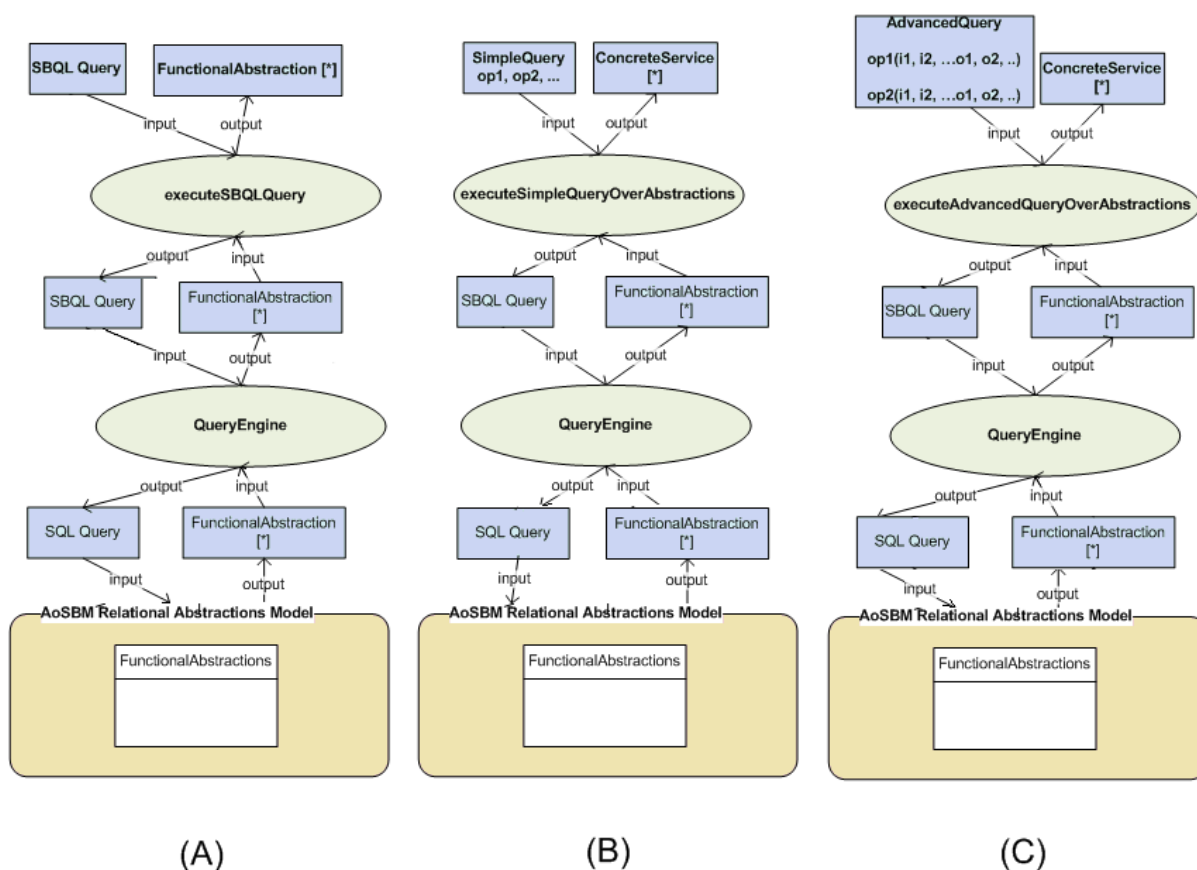 SBQL Query
FunctionalAbstraction [*]
input
output
executeSBQLQuery
output
input
SBQL Query
FunctionalAbstraction
[*]
input
output
QueryEngine
output
input
SQL Query
FunctionalAbstraction
[*]
input
output
AoSBM Relational Abstractions Model
FunctionalAbstractions
(A)
SimpleQuery
op1, op2, ...
ConcreteService
[*]
input
output
executeSimpleQueryOverAbstractions
output
input
SBQL Query
FunctionalAbstraction
[*]
input
output
QueryEngine
output
input
SQL Query
FunctionalAbstraction
[*]
input
output
AoSBM Relational Abstractions Model
FunctionalAbstractions
(B)
AdvancedQuery
op1(i1, i2, …o1, o2, ..)
op2(i1, i2, …o1, o2, ..)
ConcreteService
[*]
input
output
executeAdvancedQueryOverAbstractions
output
input
SBQL Query
FunctionalAbstraction
[*]
input
output
QueryEngine
output
input
SQL Query
FunctionalAbstraction
[*]
input
output
AoSBM Relational Abstractions Model
FunctionalAbstractions
(C)